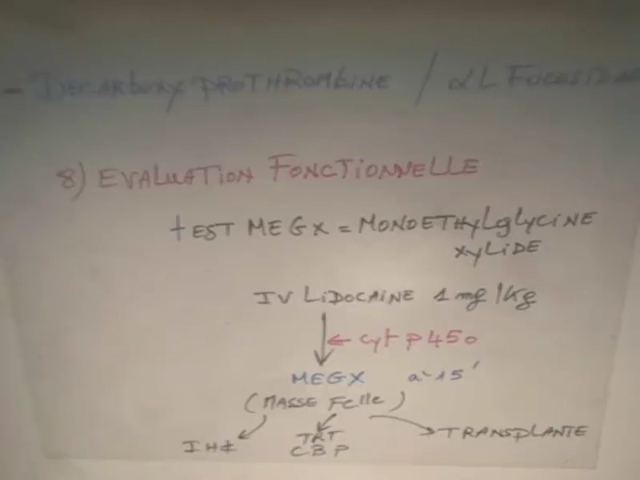 - DECARBOXY PROTHROMBINE / αL FUCOSIDASE
8) EVALUATION FONCTIONNELLE
tEST MEGX = MONOETHYLGLYCINE
XYLIDE
IV LIDOCAINE 1 mg/Kg
← cyt p450
MEGX a 15'
(MASSE Fclle)
IHC TRT TRANSPLANTE
CBP